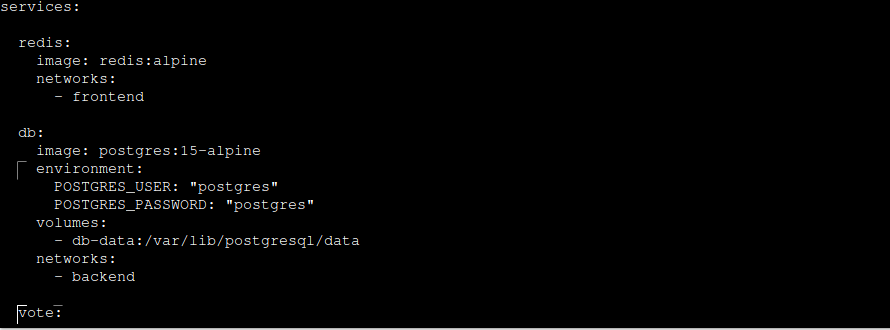 services:
redis:
image: redis:alpine
networks:
- frontend
db:
image: postgres:15-alpine
environment:
POSTGRES_USER: "postgres"
POSTGRES_PASSWORD: "postgres"
volumes:
- db-data:/var/lib/postgresql/data
networks:
- backend
vote: